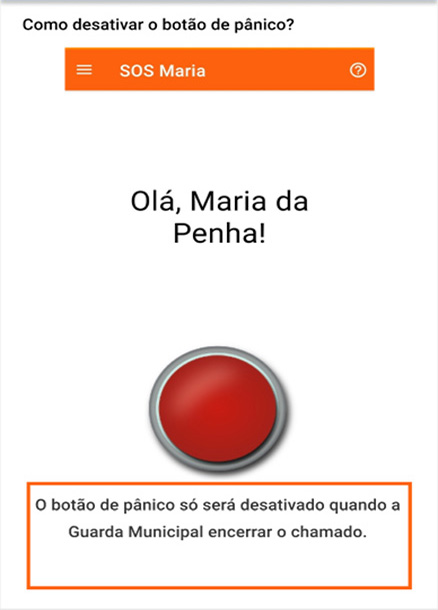 Como desativar o botão de pânico?
SOS Maria
Olá, Maria da
Penha!
O botão de pânico só será desativado quando a
Guarda Municipal encerrar o chamado.